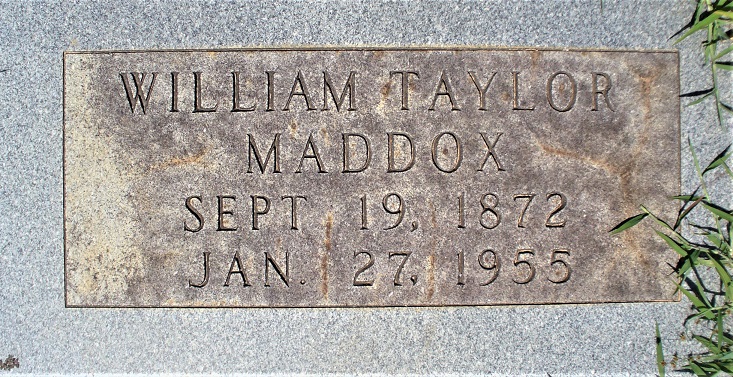 WILLIAM TAYLOR
MADDOX
SEPT 19, 1872
JAN. 27, 1955